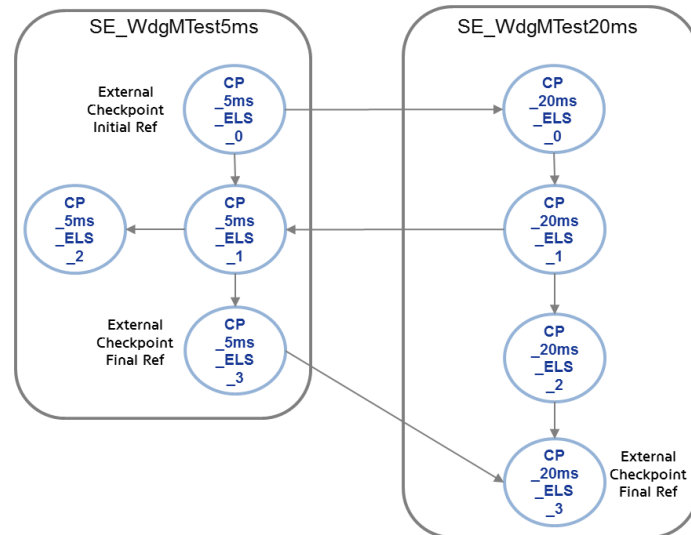 SE_WdgMTest5ms
SE_WdgMTest20ms
External
Checkpoint
Initial Ref
CP
_5ms
_ELS
_0
CP
_20ms
_ELS
_0
CP
_5ms
_ELS
_2
CP
_5ms
_ELS
_1
CP
_20ms
_ELS
_1
External
Checkpoint
Final Ref
CP
_5ms
_ELS
_3
CP
_20ms
_ELS
_2
CP
_20ms
_ELS
_3
External
Checkpoint
Final Ref